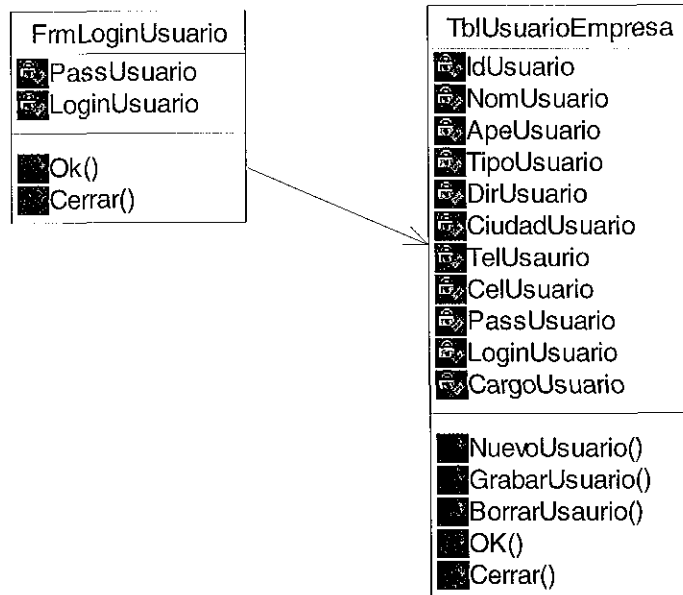 FrmLoginUsuario
PassUsuario
LoginUsuario
Ok()
Cerrar()
TblUsuarioEmpresa
IdUsuario
NomUsuario
ApeUsuario
TipoUsuario
DirUsuario
CiudadUsuario
TelUsaurio
CelUsuario
PassUsuario
LoginUsuario
CargoUsuario
NuevoUsuario()
GrabarUsuario()
BorrarUsaurio()
OK()
Cerrar()